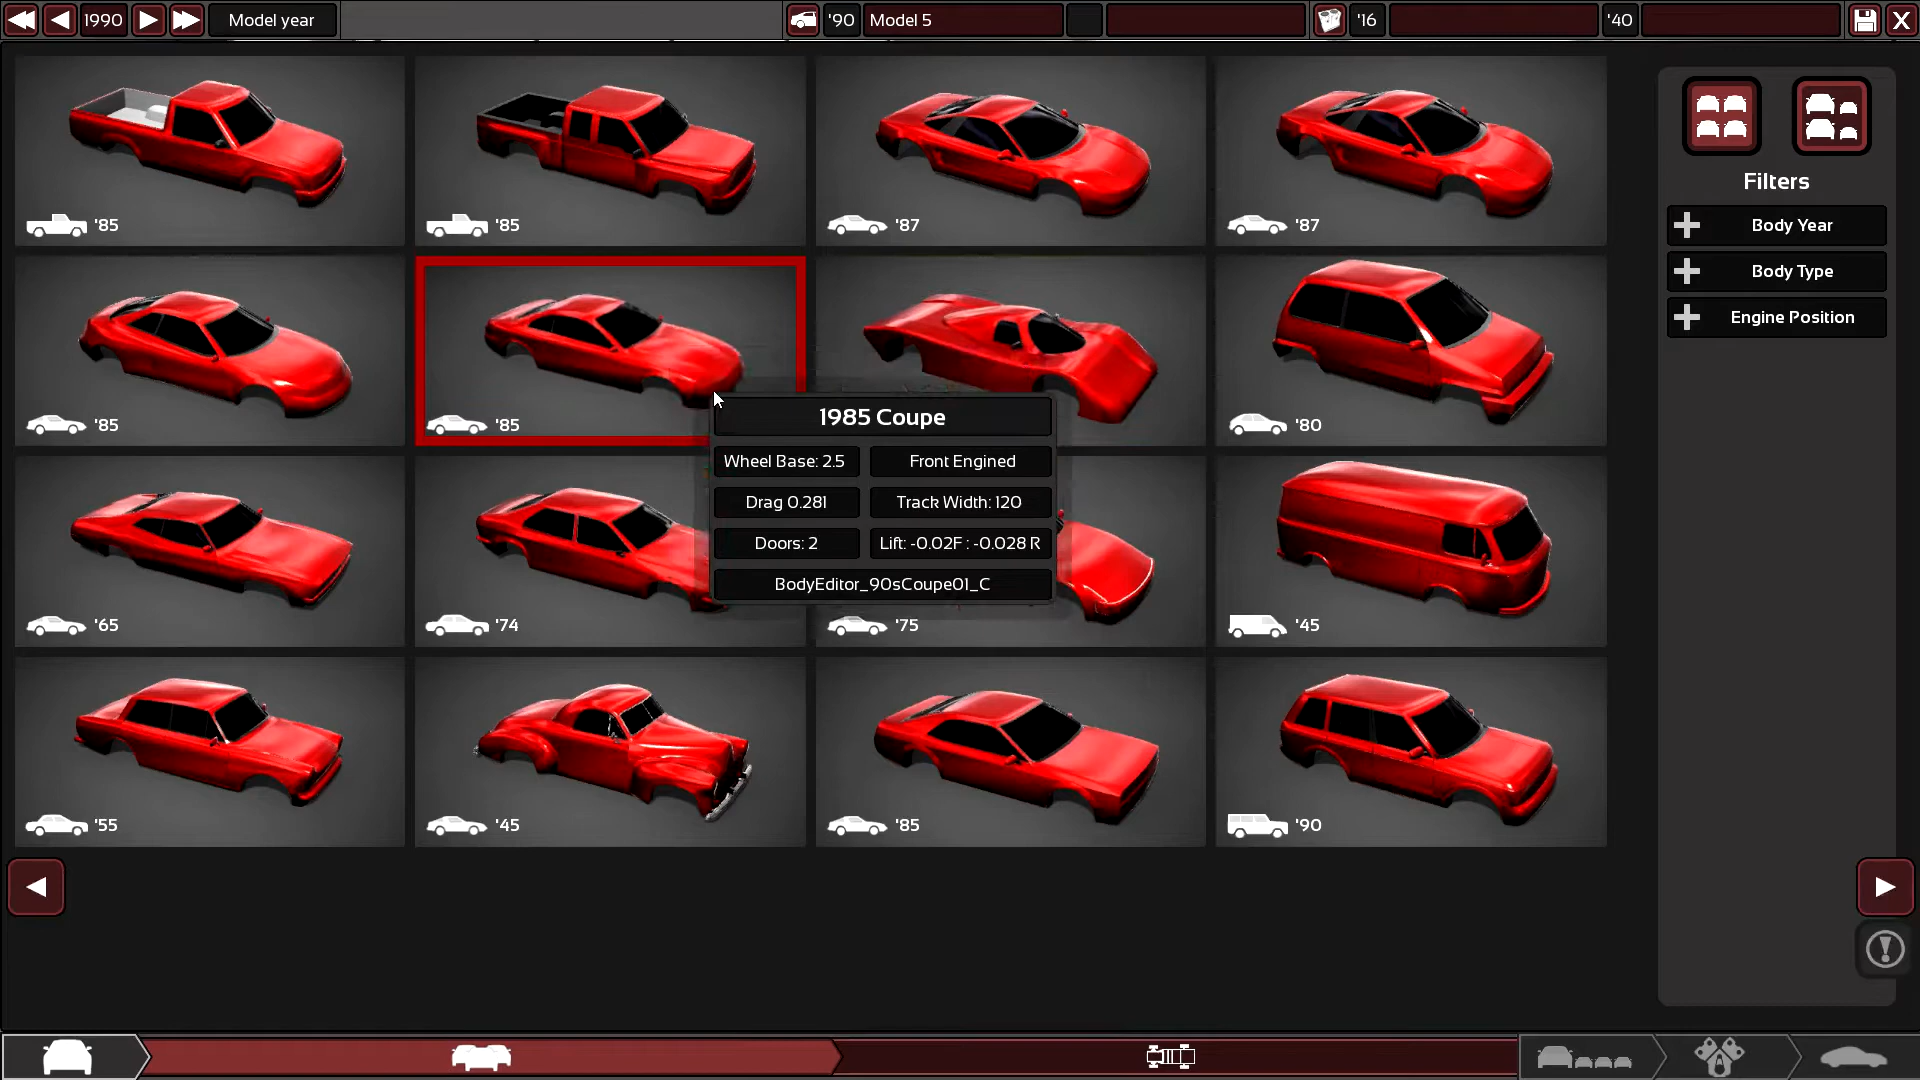 1990 Model year '90 Model 5 '16 '40
'85 '85 '87 '87
Filters
Body Year
Body Type
Engine Position
'85 '85 '80
1985 Coupe
Wheel Base: 2.5 Front Engined
Drag 0.281 Track Width: 120
Doors: 2 Lift: -0.02F : -0.028 R
BodyEditor_90sCoupe01_C
'65 '74 '75 '45
'55 '45 '85 '90